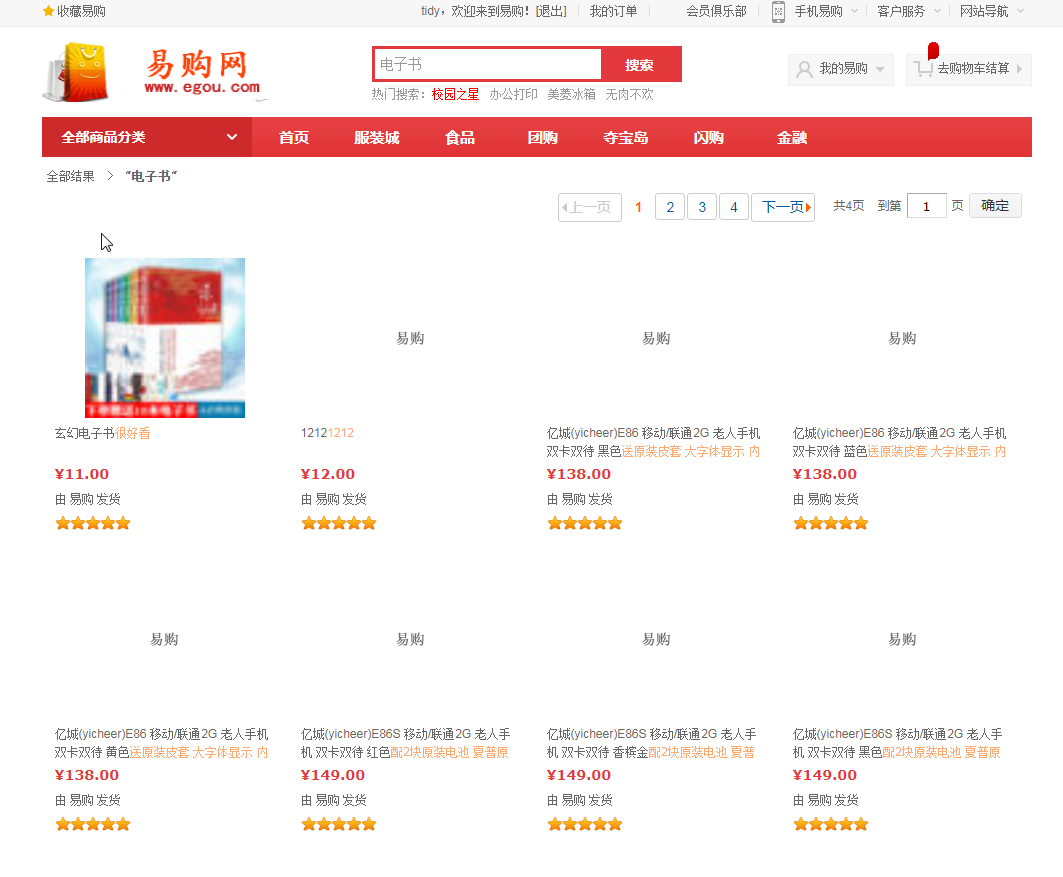 收藏易购 tidy，欢迎来到易购！[退出] 我的订单 会员俱乐部 手机易购 客户服务 网站导航
易购网
www.egou.com
电子书 搜索
我的易购 去购物车结算
热门搜索： 校园之星 办公打印 美菱冰箱 无肉不欢
全部商品分类 首页 服装城 食品 团购 夺宝岛 闪购 金融
全部结果 > “电子书”
上一页 1 2 3 4 下一页 共4页 到第 1 页 确定
易购 易购 易购
玄幻电子书很好看 12121212 亿城(yicheer)E86 移动/联通2G 老人手机 亿城(yicheer)E86 移动/联通2G 老人手机
双卡双待 黑色送原装皮套 大字体显示 内 双卡双待 蓝色送原装皮套 大字体显示 内
¥11.00 ¥12.00 ¥138.00 ¥138.00
由 易购 发货 由 易购 发货 由 易购 发货 由 易购 发货
易购 易购 易购 易购
亿城(yicheer)E86 移动/联通2G 老人手机 亿城(yicheer)E86S 移动/联通2G 老人手 亿城(yicheer)E86S 移动/联通2G 老人手 亿城(yicheer)E86S 移动/联通2G 老人手
双卡双待 黄色送原装皮套 大字体显示 内 机 双卡双待 红色配2块原装电池 夏普原 机 双卡双待 香槟金配2块原装电池 夏普 机 双卡双待 黑色配2块原装电池 夏普原
¥138.00 ¥149.00 ¥149.00 ¥149.00
由 易购 发货 由 易购 发货 由 易购 发货 由 易购 发货